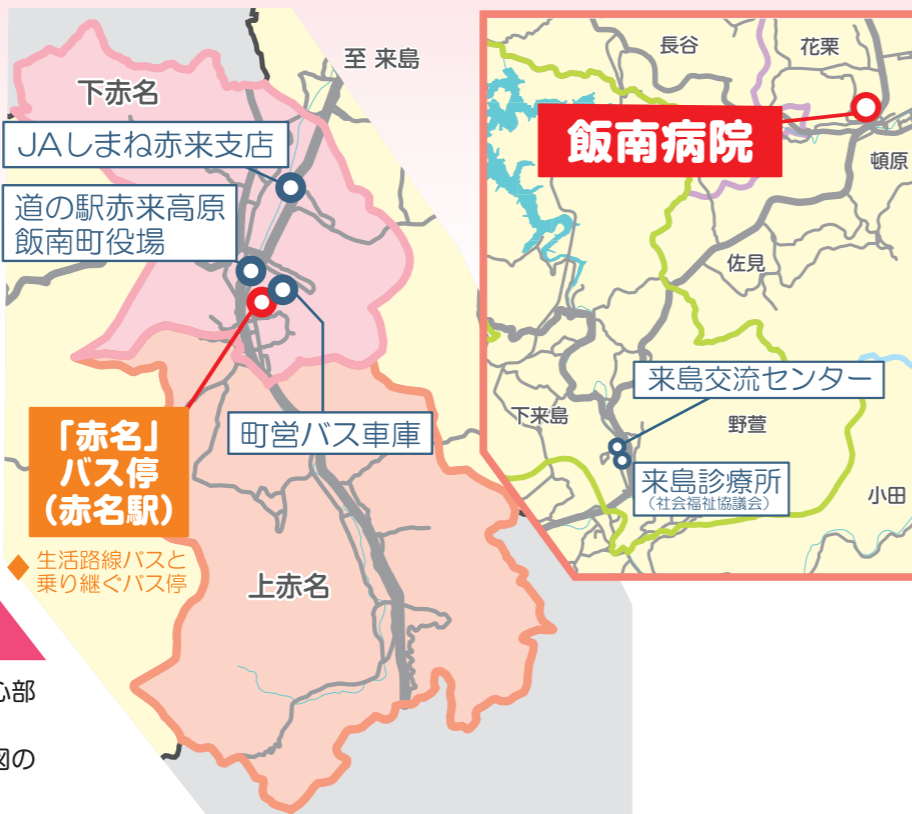 至 来島
下赤名
JAしまね赤来支店
道の駅赤来高原
飯南町役場
町営バス車庫
「赤名」
バス停
(赤名駅)
◆ 生活路線バスと
乗り継ぐバス停
上赤名
心部
図の
長谷
花栗
飯南病院
頓原
佐見
来島交流センター
下来島
野萱
来島診療所
(社会福祉協議会)
小田